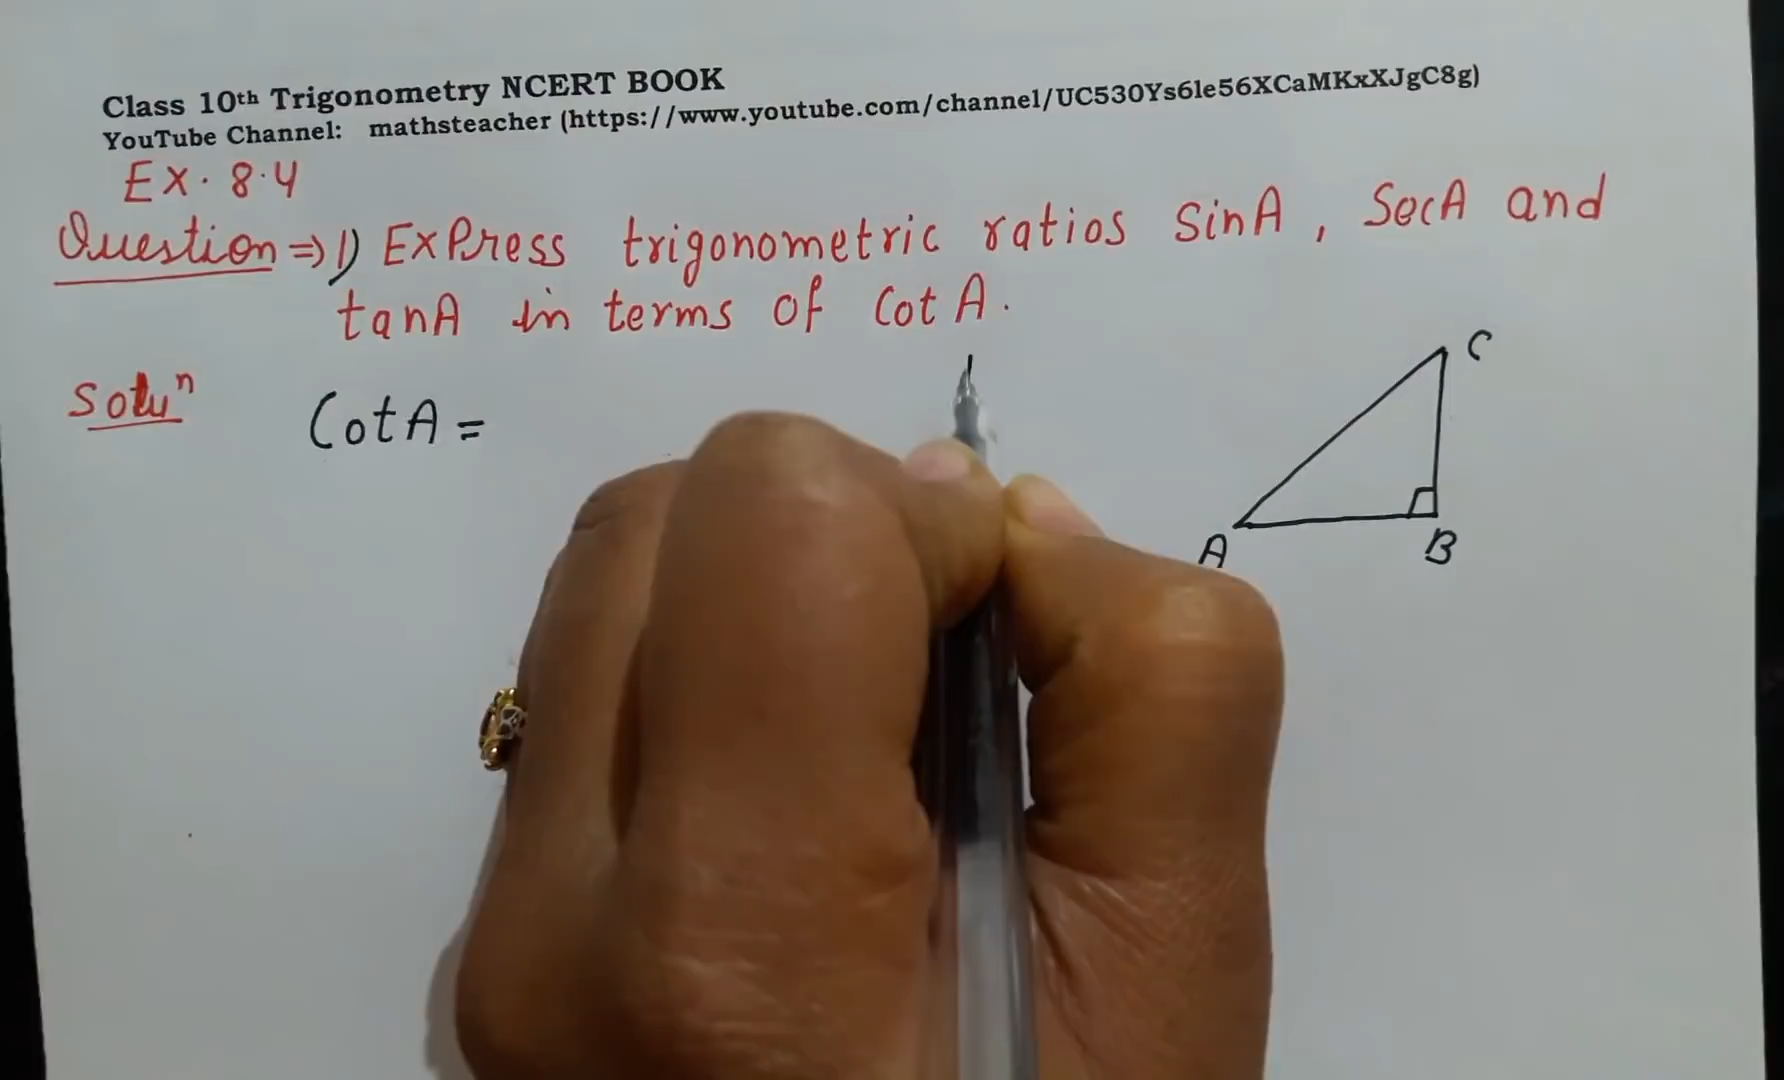 Class 10th Trigonometry NCERT BOOK
YouTube Channel: mathsteacher (https://www.youtube.com/channel/UC530Ys6le56XCaMKxXJgC8g)
Ex. 8.4
Question ⇒ 1) Express trigonometric ratios SinA, SecA and
tanA in terms of Cot A.
Soluⁿ
CotA =
C
A
B